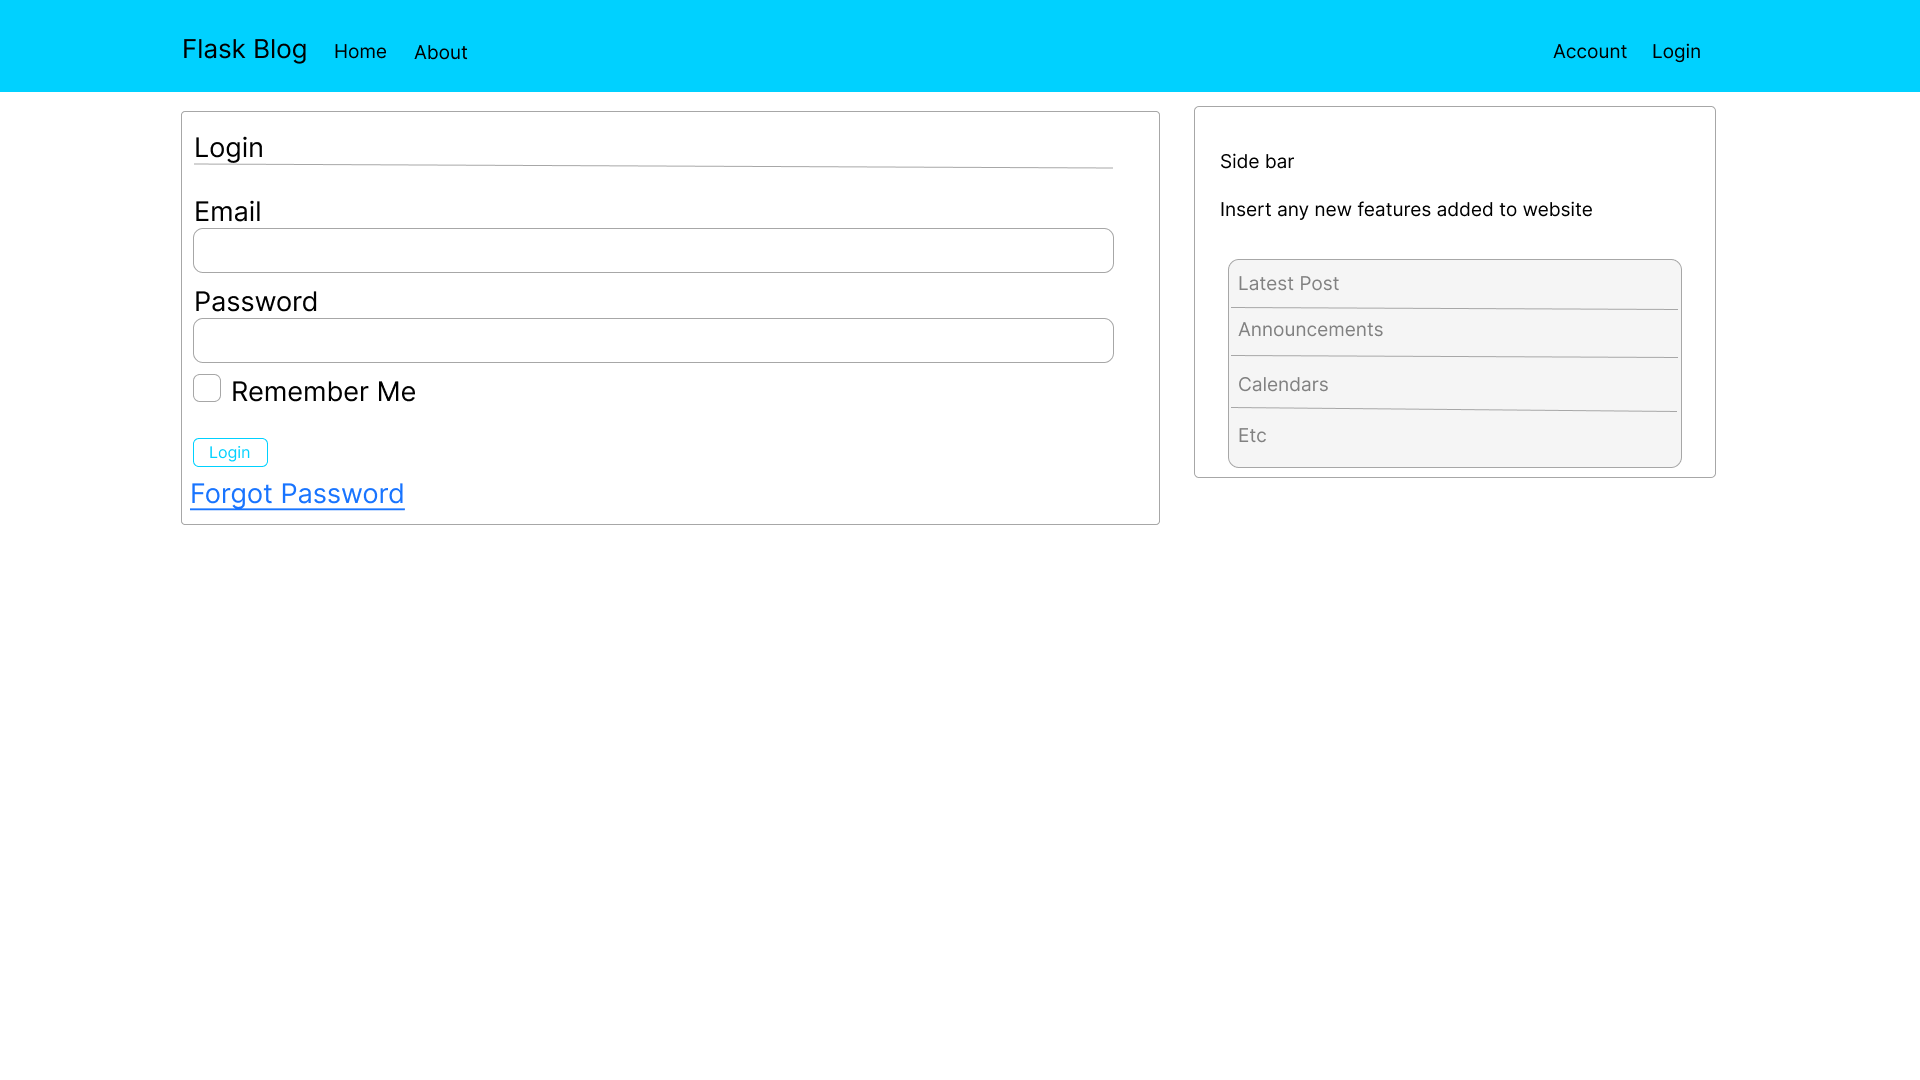 Flask Blog Home About Account Login
Login
Email
Password
Remember Me
Login
Forgot Password
Side bar
Insert any new features added to website
Latest Post
Announcements
Calendars
Etc